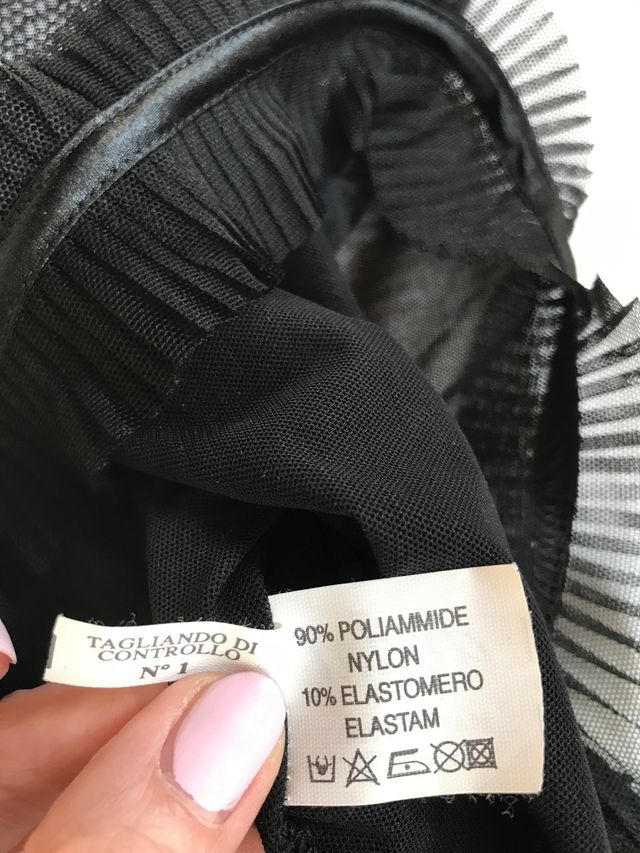 TAGLIANDO DI
CONTROLLO
N° 1
90% POLIAMMIDE
NYLON
10% ELASTOMERO
ELASTAM